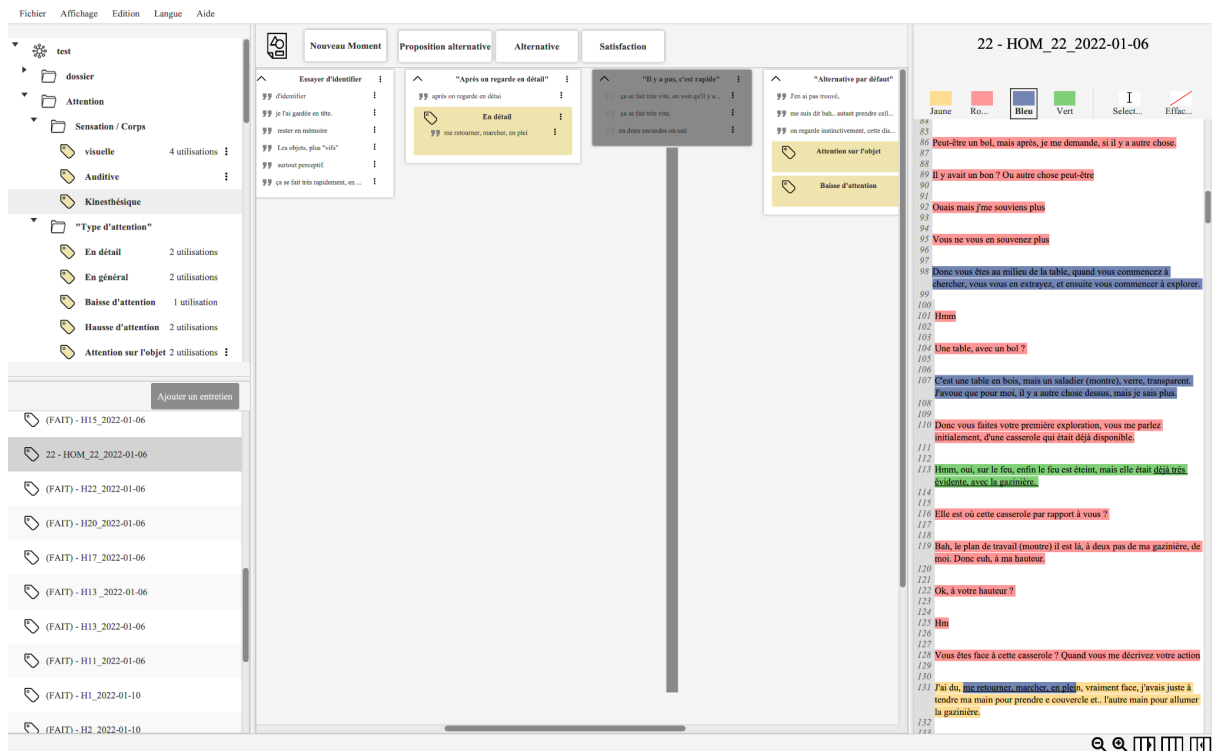 Fichier Affichage Edition Langue Aide
test
dossier
Attention
Sensation / Corps
visuelle 4 utilisations
Auditive
Kinesthésique
"Type d'attention"
En détail 2 utilisations
En général 2 utilisations
Baisse d'attention 1 utilisation
Hausse d'attention 2 utilisations
Attention sur l'objet 2 utilisations
Ajouter un entretien
(FAIT) - H15_2022-01-06
22 - HOM_22_2022-01-06
(FAIT) - H22_2022-01-06
(FAIT) - H20_2022-01-06
(FAIT) - H17_2022-01-06
(FAIT) - H13 _2022-01-06
(FAIT) - H13_2022-01-06
(FAIT) - H11_2022-01-06
(FAIT) - H1_2022-01-10
(FAIT) - H2_2022-01-10
Nouveau Moment
Proposition alternative
Alternative
Satisfaction
Essayer d'identifier
d'identifier
je l'ai gardée en tête.
rester en mémoire
Les objets, plus "vifs"
surtout perceptif.
ça se fait très rapidement, en ...
"Après on regarde en détail"
après on regarde en détai
En détail
me retourner, marcher, en plei
"Il y a pas, c'est rapide"
ça se fait très vite, on voit qu'il y a...
ça se fait très vite,
en deux secondes on sait
"Alternative par défaut"
J'en ai pas trouvé,
me suis dit bah.. autant prendre cell...
on regarde instinctivement, cette dis...
Attention sur l'objet
Baisse d'attention
22 - HOM_22_2022-01-06
Jaune Ro... Bleu Vert Select... Effac...
84
85
86 Peut-être un bol, mais après, je me demande, si il y a autre chose.
87
88
89 Il y avait un bon ? Ou autre chose peut-être
90
91
92 Ouais mais j'me souviens plus
93
94
95 Vous ne vous en souvenez plus
96
97
98 Donc vous êtes au milieu de la table, quand vous commencez à
chercher, vous vous en extrayez, et ensuite vous commencer à explorer.
99
100
101 Hmm
102
103
104 Une table, avec un bol ?
105
106
107 C'est une table en bois, mais un saladier (montre), verre, transparent.
J'avoue que pour moi, il y a autre chose dessus, mais je sais plus.
108
109
110 Donc vous faites votre première exploration, vous me parlez
initialement, d'une casserole qui était déjà disponible.
111
112
113 Hmm, oui, sur le feu, enfin le feu est éteint, mais elle était déjà très
évidente, avec la gazinière.
114
115
116 Elle est où cette casserole par rapport à vous ?
117
118
119 Bah, le plan de travail (montre) il est là, à deux pas de ma gazinière, de
moi. Donc euh, à ma hauteur.
120
121
122 Ok, à votre hauteur ?
123
124
125 Hm
126
127
128 Vous êtes face à cette casserole ? Quand vous me décrivez votre action
129
130
131 J'ai du, me retourner, marcher, en plein, vraiment face, j'avais juste à
tendre ma main pour prendre e couvercle et.. l'autre main pour allumer
la gazinière.
132
133